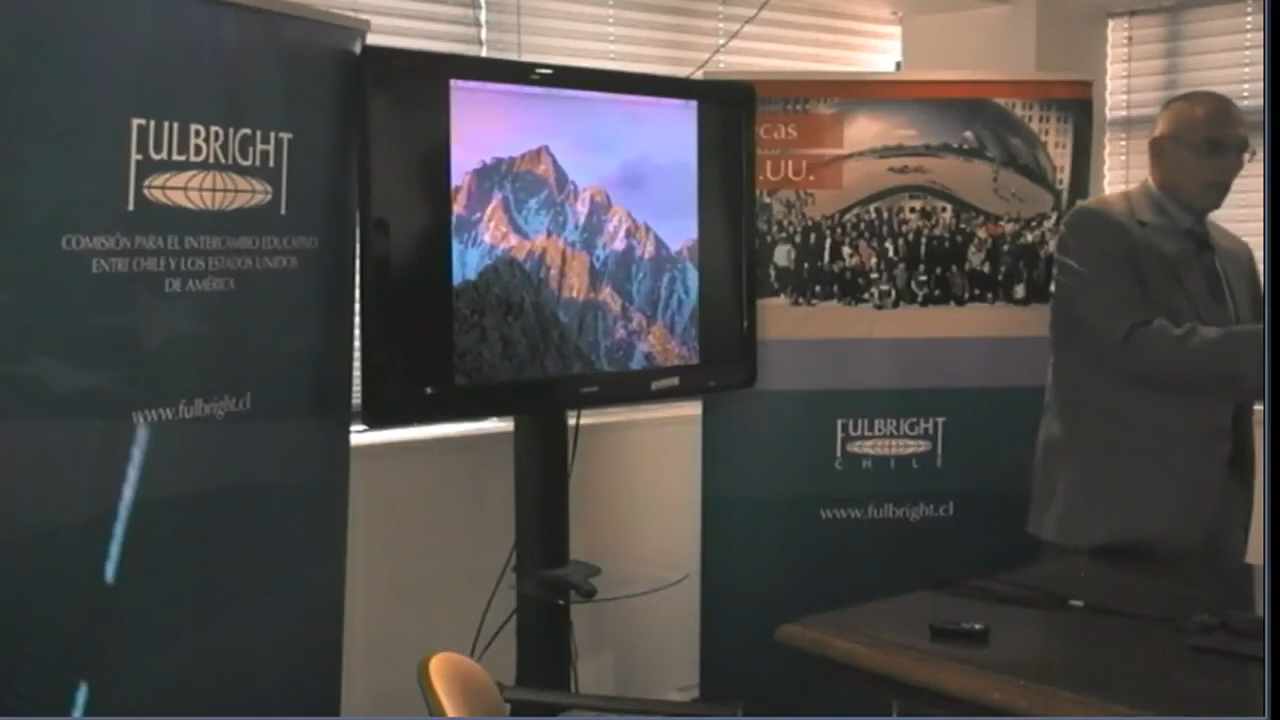 FULBRIGHT
COMISIÓN PARA EL INTERCAMBIO EDUCATIVO
ENTRE CHILE Y LOS ESTADOS UNIDOS
DE AMÉRICA
www.fulbright.cl
cas
.UU.
FULBRIGHT
CHILE
www.fulbright.cl